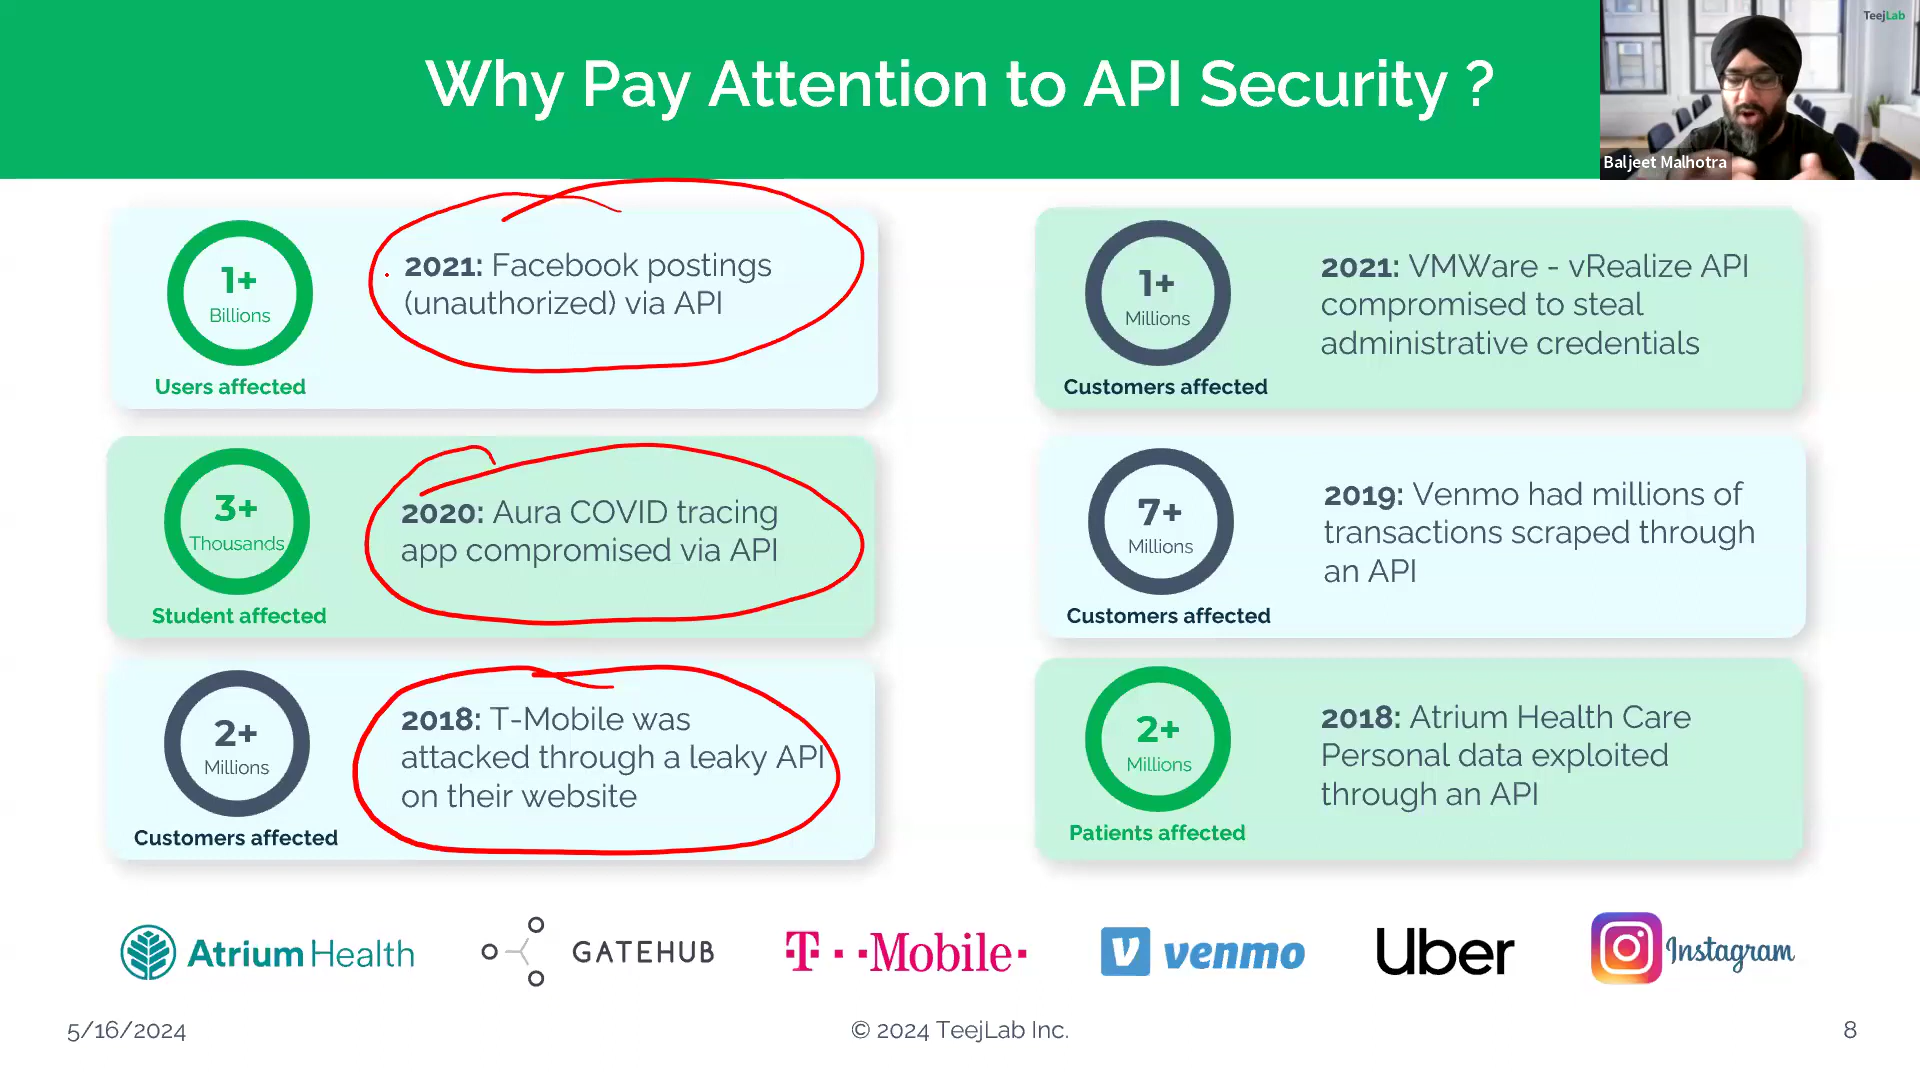 Why Pay Attention to API Security ?
TeejLab
Baljeet Malhotra
1+
Billions
Users affected
2021: Facebook postings
(unauthorized) via API
1+
Millions
Customers affected
2021: VMWare - vRealize API
compromised to steal
administrative credentials
3+
Thousands
Student affected
2020: Aura COVID tracing
app compromised via API
7+
Millions
Customers affected
2019: Venmo had millions of
transactions scraped through
an API
2+
Millions
Customers affected
2018: T-Mobile was
attacked through a leaky API
on their website
2+
Millions
Patients affected
2018: Atrium Health Care
Personal data exploited
through an API
Atrium Health
GATEHUB
T··Mobile·
venmo
Uber
Instagram
5/16/2024
© 2024 TeejLab Inc.
8